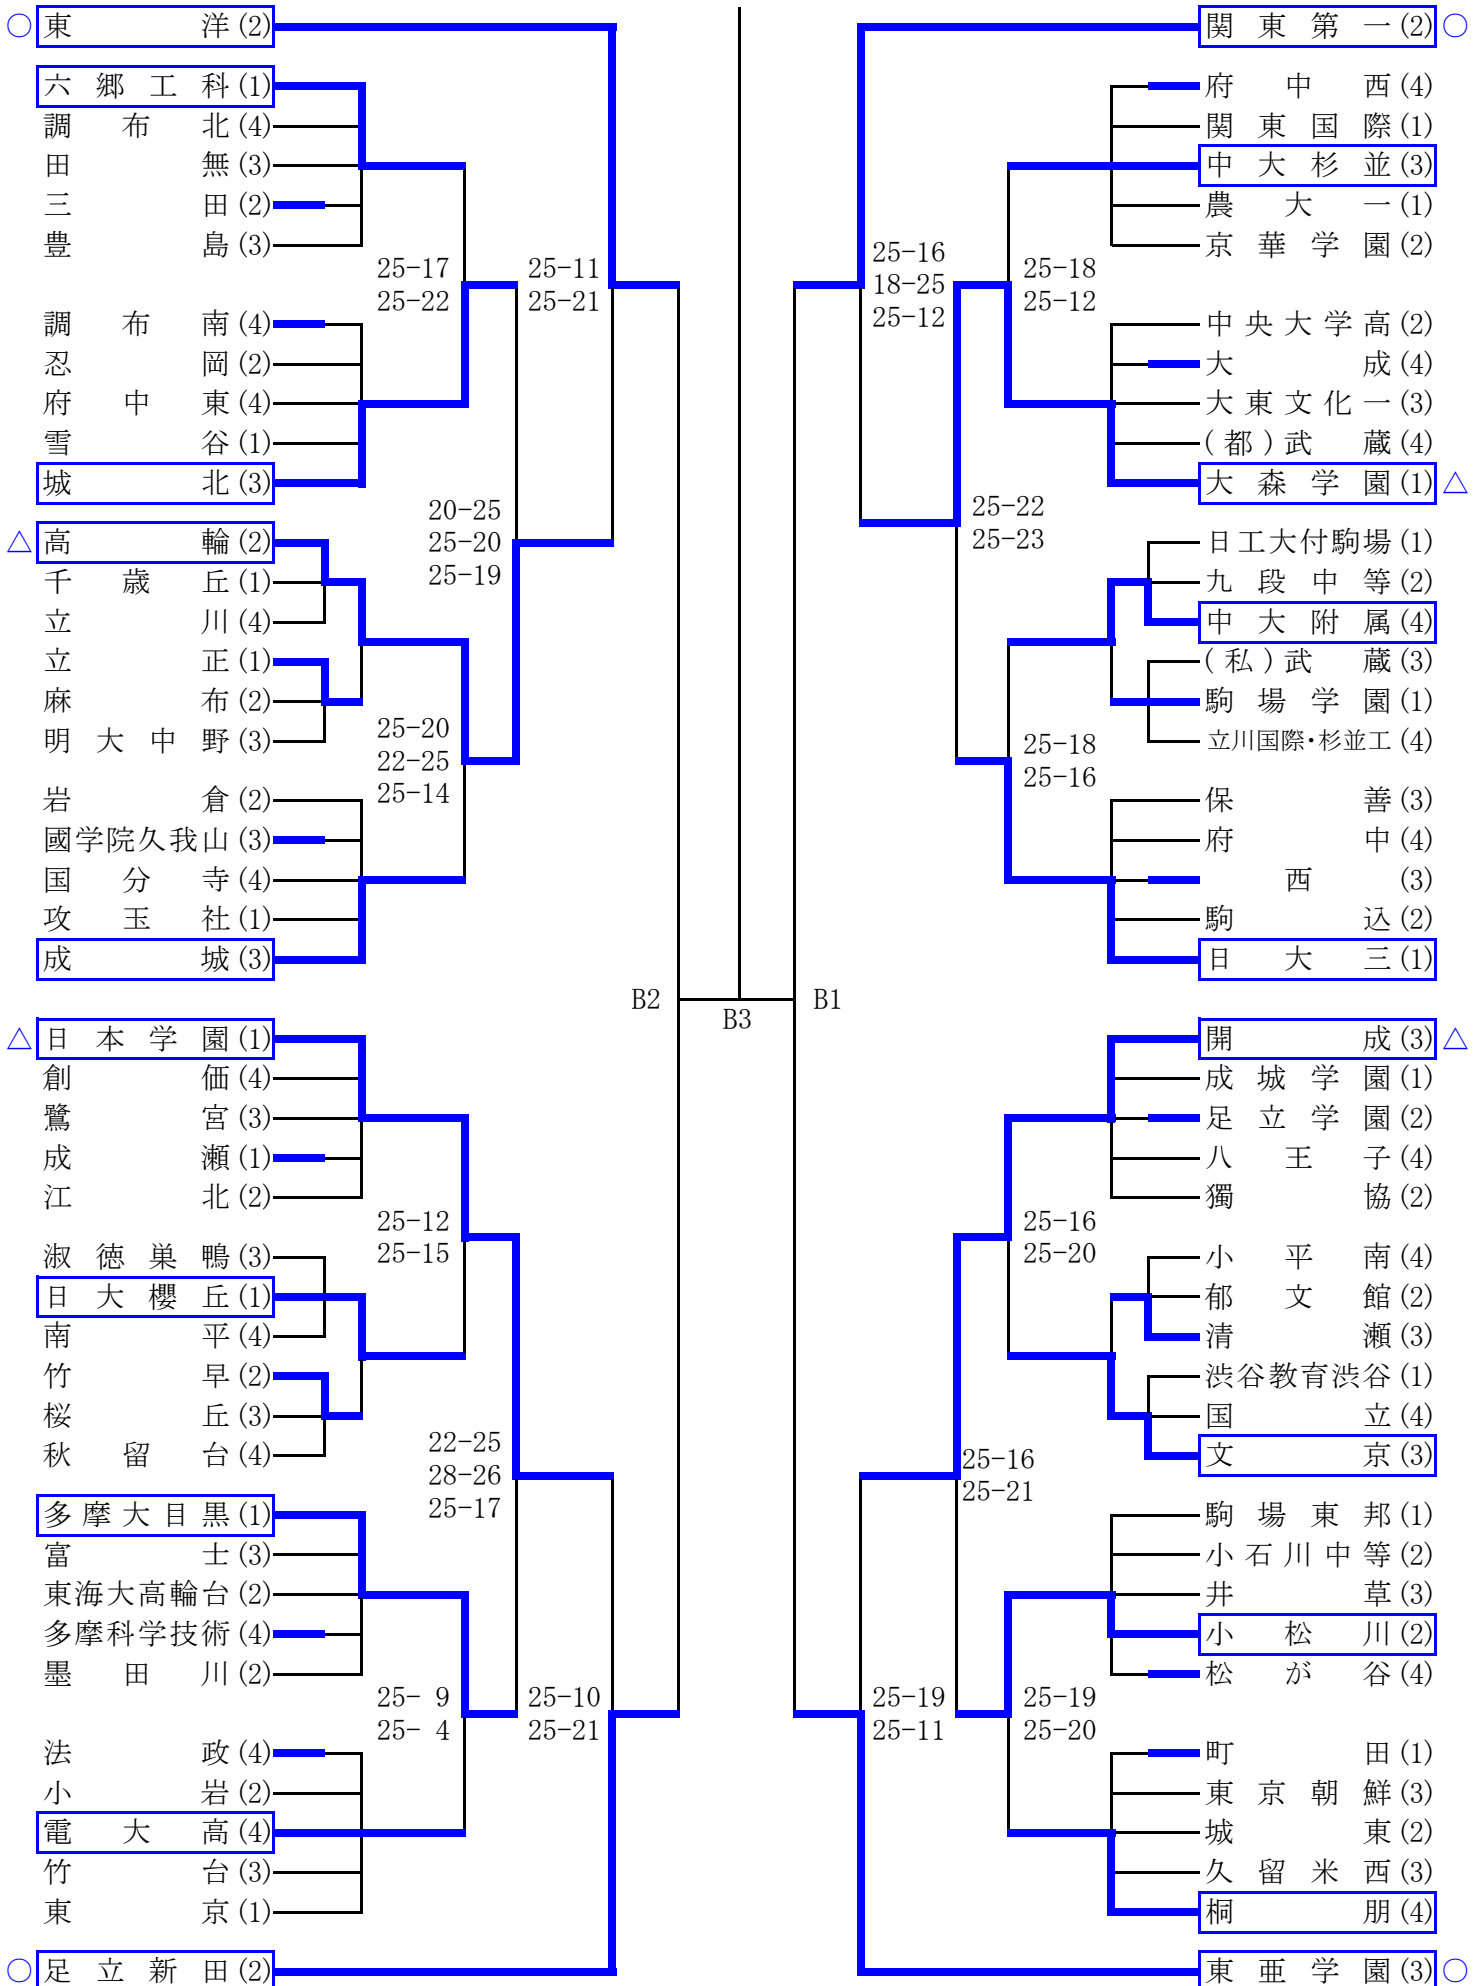 ○東洋(2)
六郷工科(1)
調布北(4)
田無(3)
三田(2)
豊島(3)
25-17
25-22
25-11
25-21
調布南(4)
忍岡(2)
府中東(4)
雪谷(1)
城北(3)
20-25
25-20
25-19
△高輪(2)
千歳丘(1)
立川(4)
立正(1)
麻布(2)
明大中野(3)
25-20
22-25
25-14
岩倉(2)
國学院久我山(3)
国分寺(4)
攻玉社(1)
成城(3)
B2
B3
B1
△日本学園(1)
創価(4)
鷺宮(3)
成瀬(1)
江北(2)
25-12
25-15
淑徳巣鴨(3)
日大櫻丘(1)
南平(4)
竹早(2)
桜丘(3)
秋留台(4)
22-25
28-26
25-17
多摩大目黒(1)
富士(3)
東海大高輪台(2)
多摩科学技術(4)
墨田川(2)
25- 9
25- 4
25-10
25-21
法政(4)
小岩(2)
電大高(4)
竹台(3)
東京(1)
○足立新田(2)
関東第一(2)○
府中西(4)
関東国際(1)
中大杉並(3)
農大一(1)
京華学園(2)
25-16
18-25
25-12
25-18
25-12
中央大学高(2)
大成(4)
大東文化一(3)
(都)武蔵(4)
大森学園(1)△
25-22
25-23
日工大付駒場(1)
九段中等(2)
中大附属(4)
(私)武蔵(3)
駒場学園(1)
立川国際・杉並工(4)
25-18
25-16
保善(3)
府中(4)
西(3)
駒込(2)
日大三(1)
開成(3)△
成城学園(1)
足立学園(2)
八王子(4)
獨協(2)
25-16
25-20
小平南(4)
郁文館(2)
清瀬(3)
渋谷教育渋谷(1)
国立(4)
文京(3)
25-16
25-21
駒場東邦(1)
小石川中等(2)
井草(3)
小松川(2)
松が谷(4)
25-19
25-11
25-19
25-20
町田(1)
東京朝鮮(3)
城東(2)
久留米西(3)
桐朋(4)
東亜学園(3)○